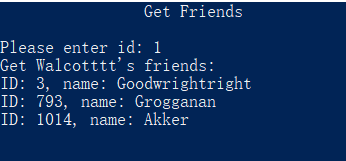 Get Friends
Please enter id: 1
Get Walcotttt's friends:
ID: 3, name: Goodwrightright
ID: 793, name: Grogganan
ID: 1014, name: Akker